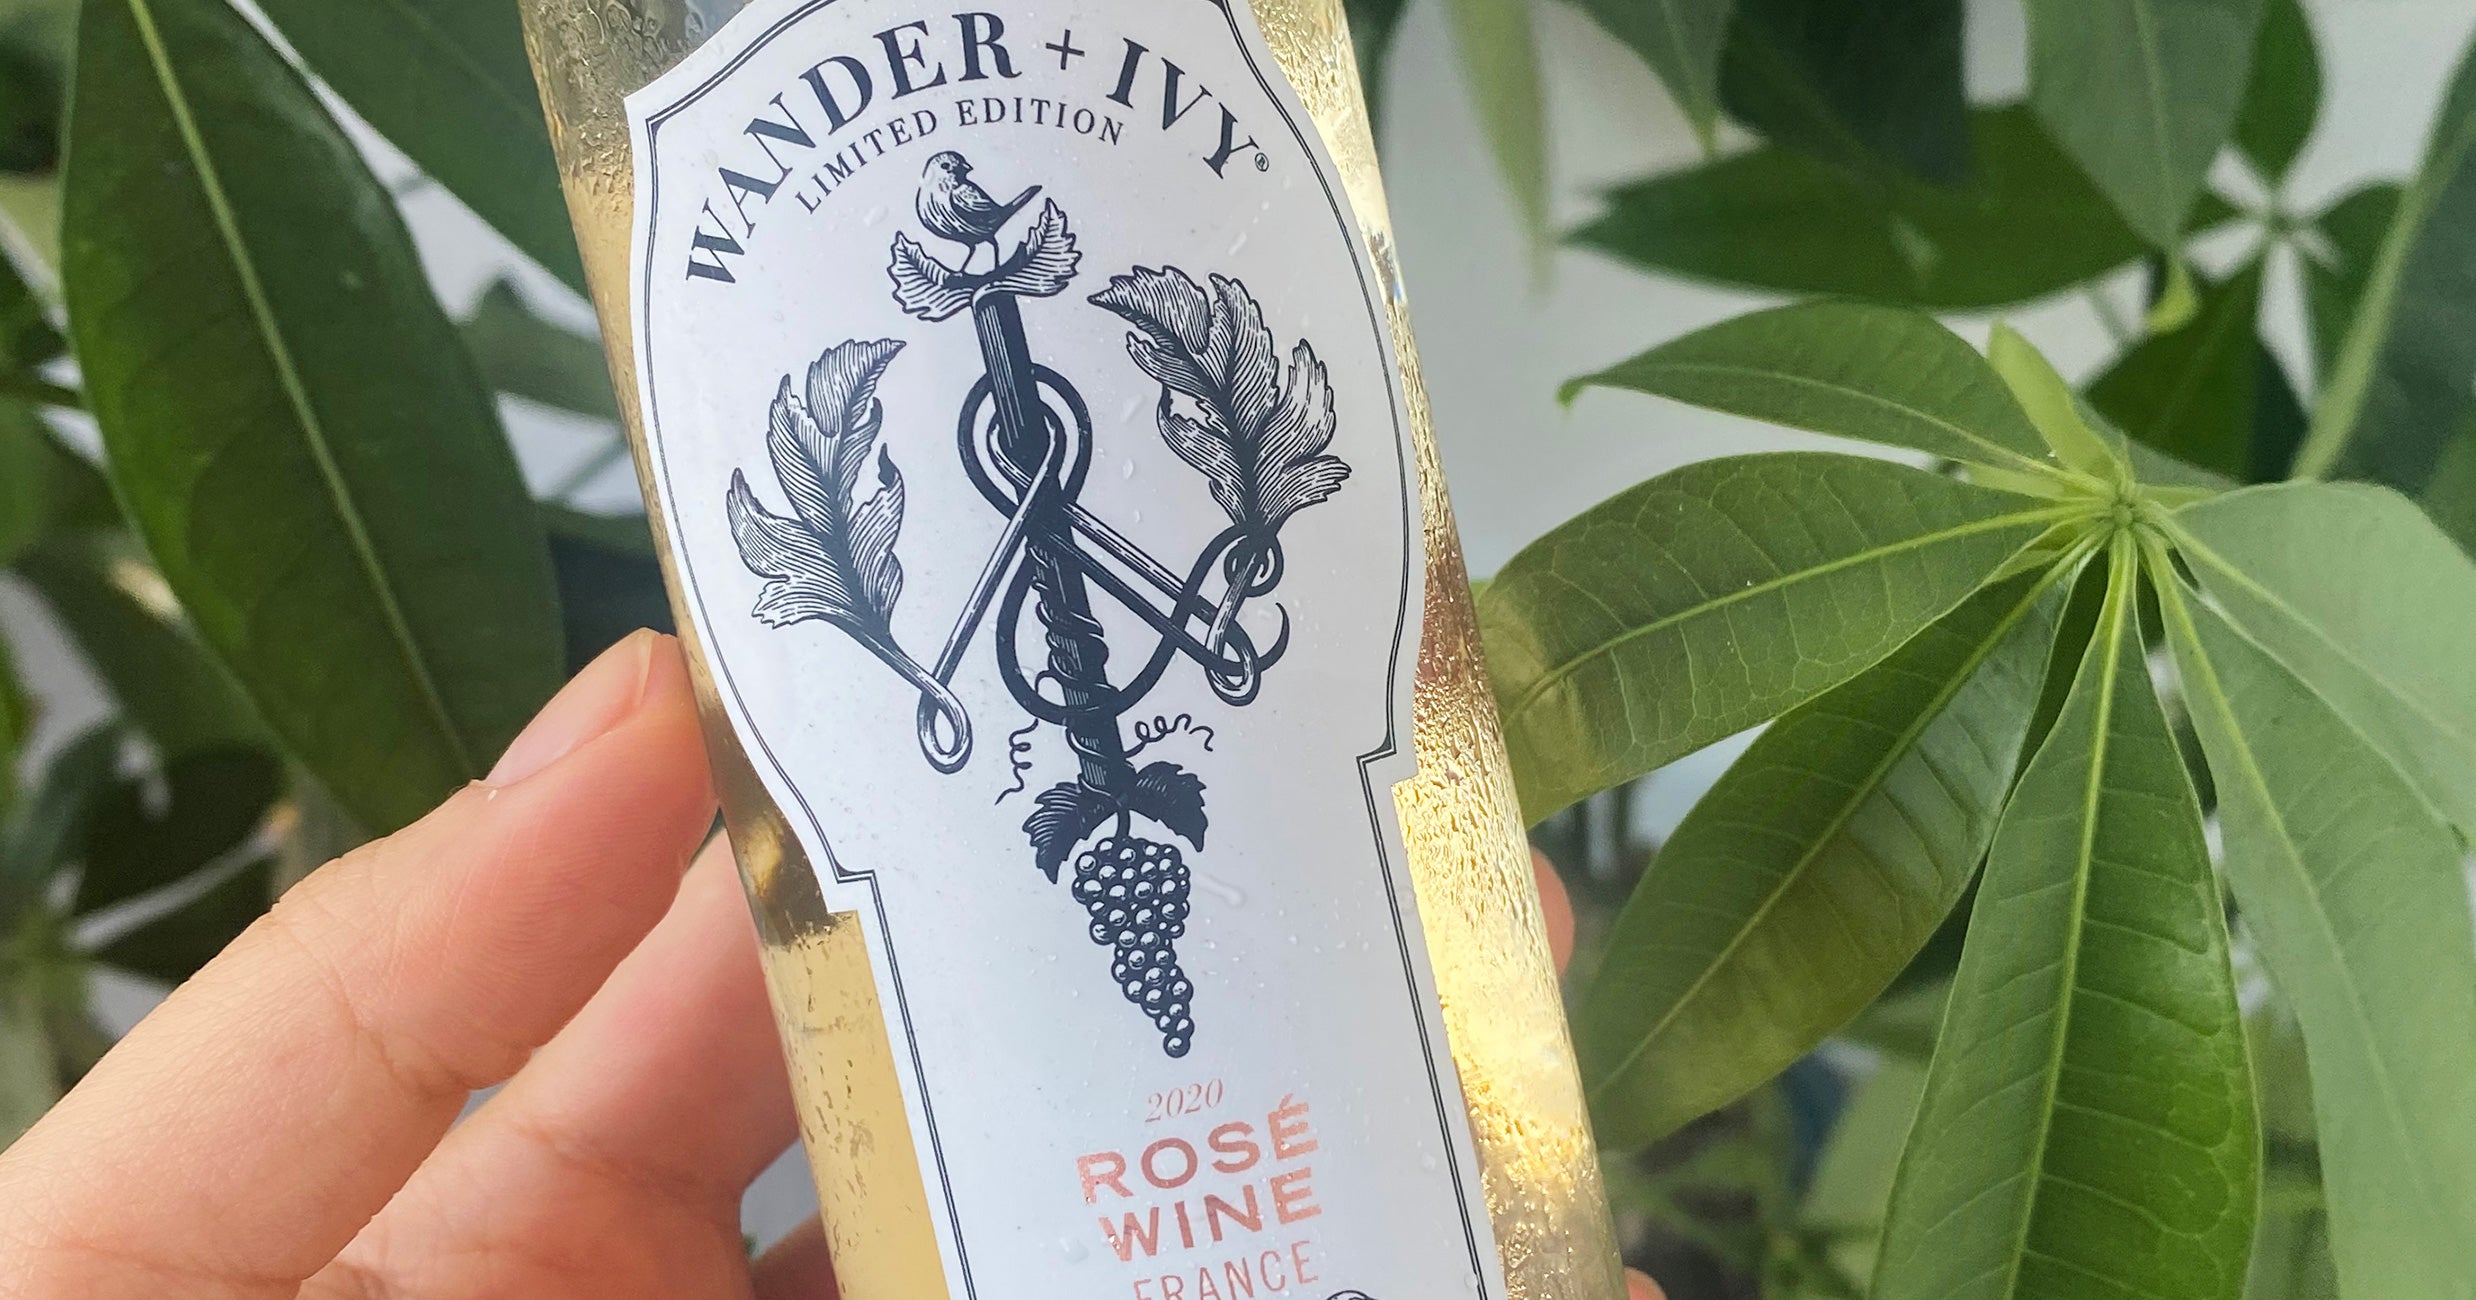 WANDER + IVY®
LIMITED EDITION
2020
ROSÉ
WINE
FRANCE